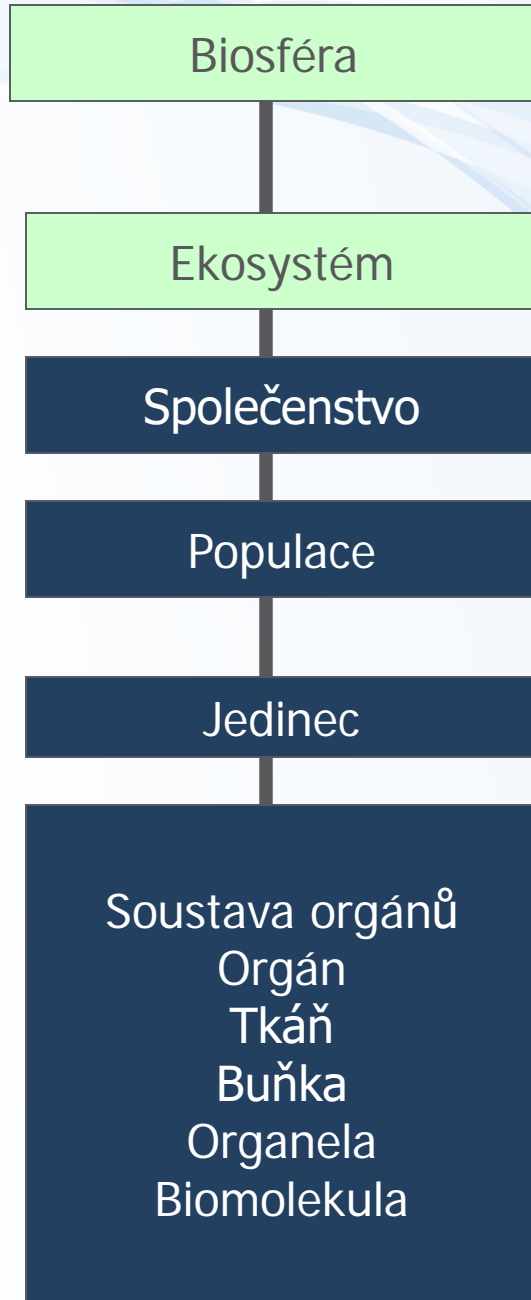 Biosféra
Ekosystém
Společenstvo
Populace
Jedinec
Soustava orgánů
Orgán
Tkáň
Buňka
Organela
Biomolekula